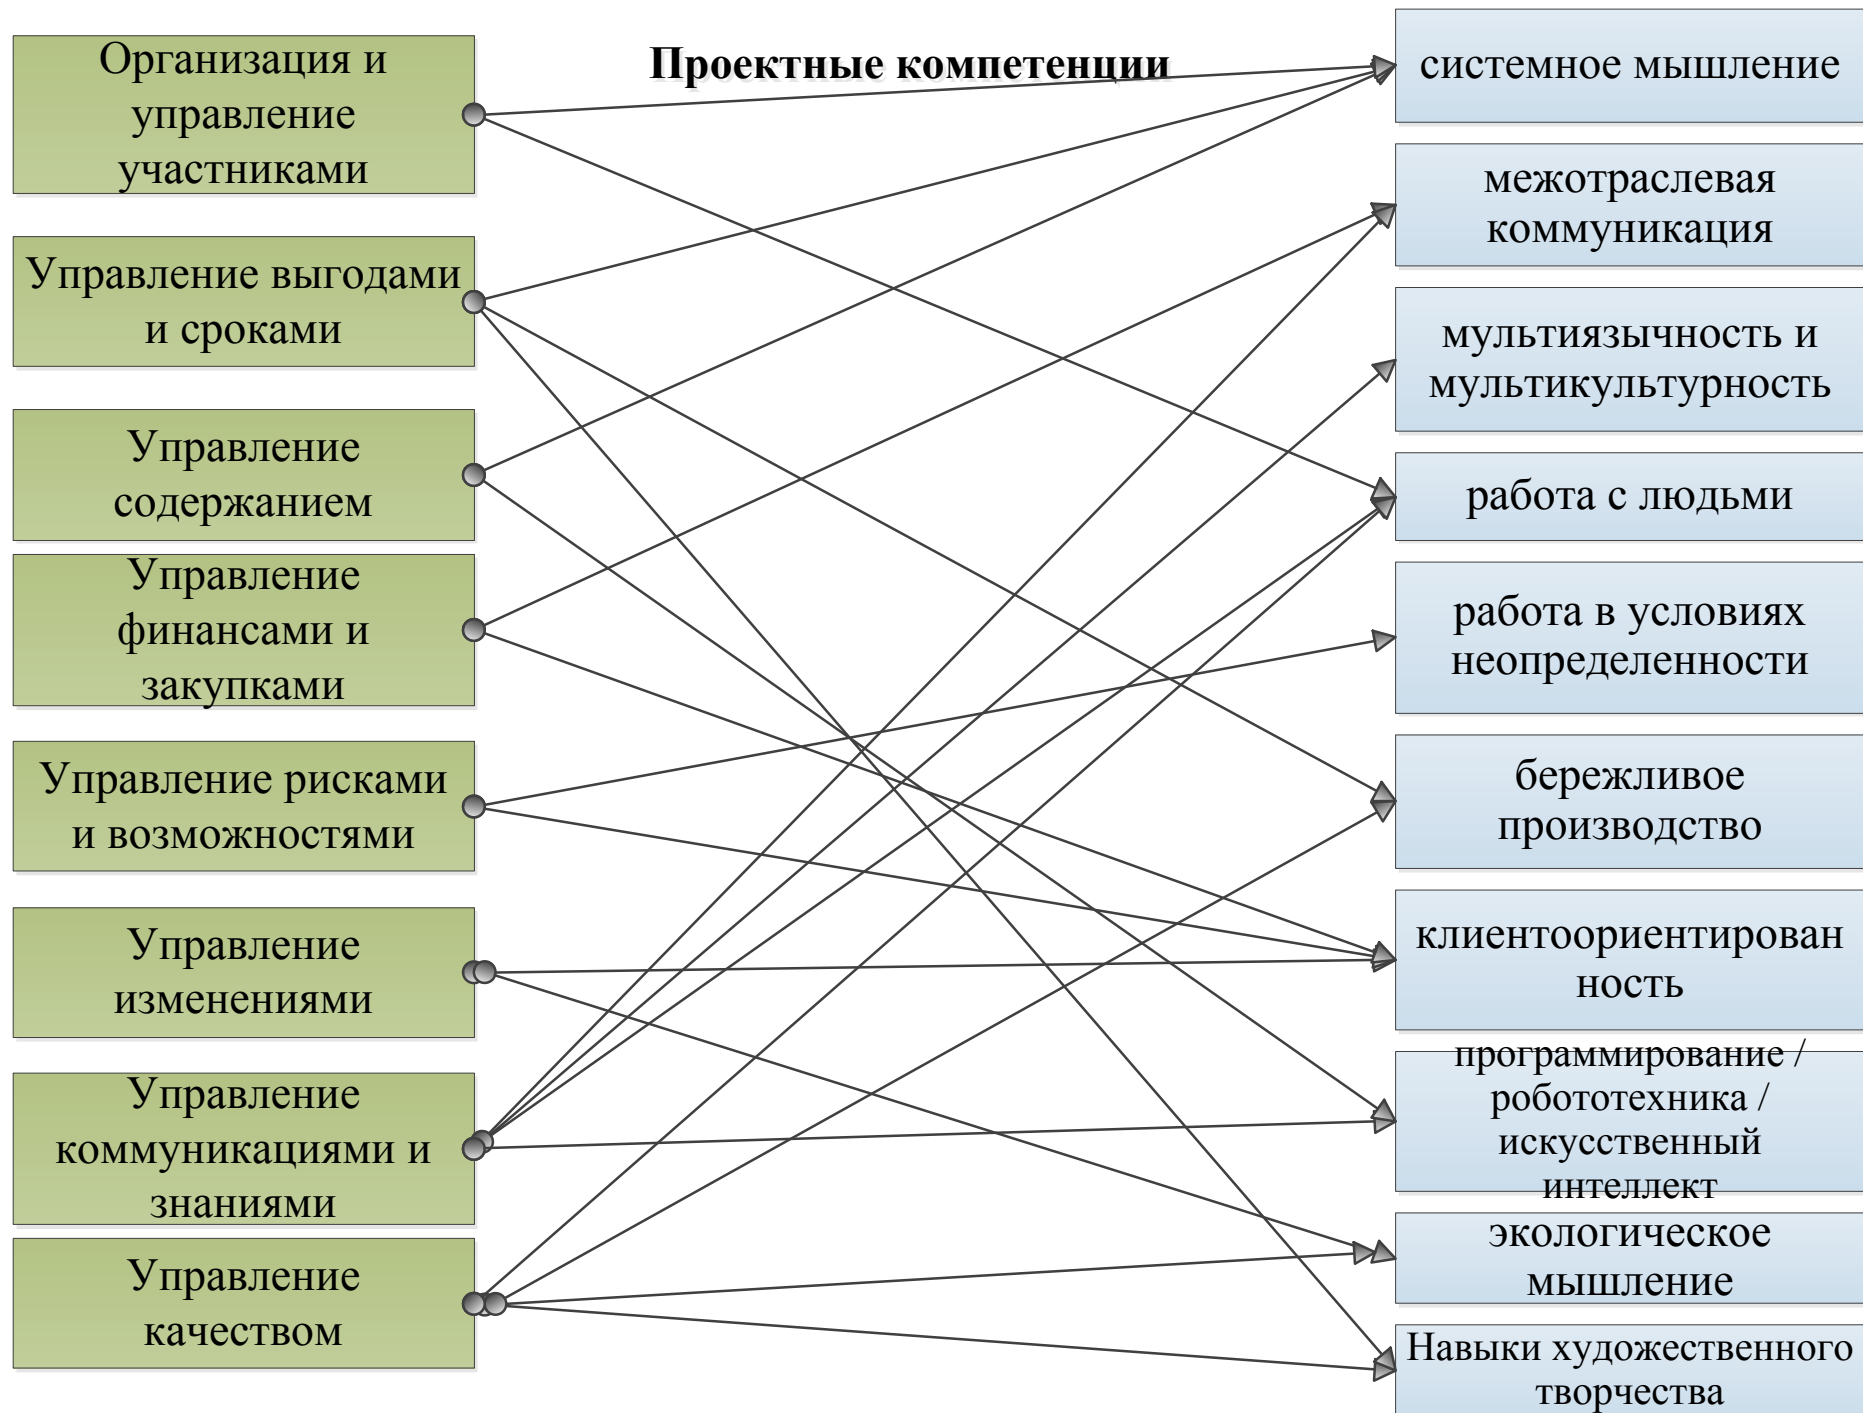 Проектные компетенции
Организация и
управление
участниками
Управление выгодами
и сроками
Управление
содержанием
Управление
финансами и
закупками
Управление рисками
и возможностями
Управление
изменениями
Управление
коммуникациями и
знаниями
Управление
качеством
системное мышление
межотраслевая
коммуникация
мультиязычность и
мультикультурность
работа с людьми
работа в условиях
неопределенности
бережливое
производство
клиентоориентирован
ность
программирование /
робототехника /
искусственный
интеллект
экологическое
мышление
Навыки художественного
творчества